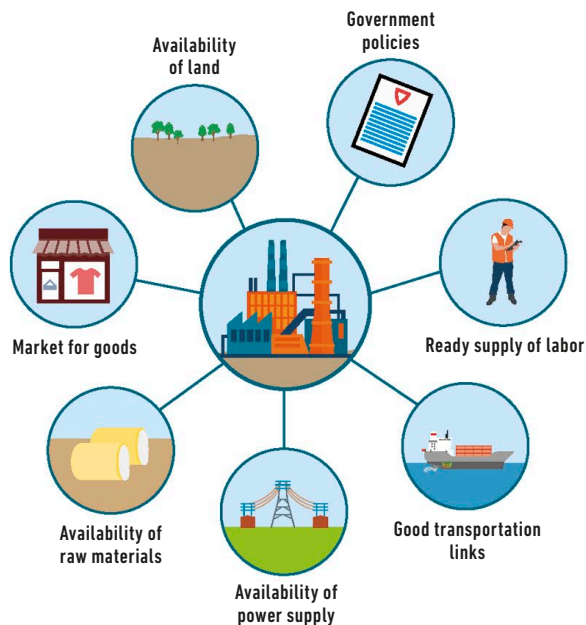 Availability
of land
Government
policies
Market for goods
Ready supply of labor
Availability of
raw materials
Good transportation
links
Availability of
power supply